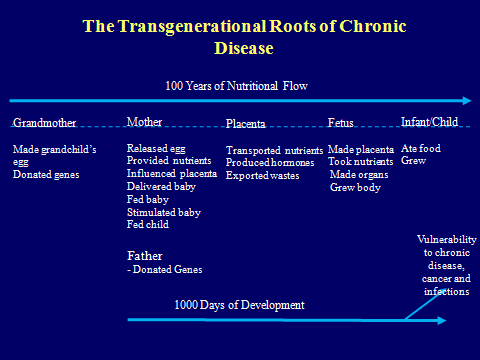 The Transgenerational Roots of Chronic
Disease
100 Years of Nutritional Flow
Grandmother
Made grandchild's
egg
Donated genes
Mother
Released egg
Provided nutrients
Influenced placenta
Delivered baby
Fed baby
Stimulated baby
Fed child
Father
- Donated Genes
Placenta
Transported nutrients
Produced hormones
Exported wastes
Fetus
Made placenta
Took nutrients
Made organs
Grew body
Infant/Child
Ate food
Grew
Vulnerability
to chronic
disease,
cancer and
infections
1000 Days of Development